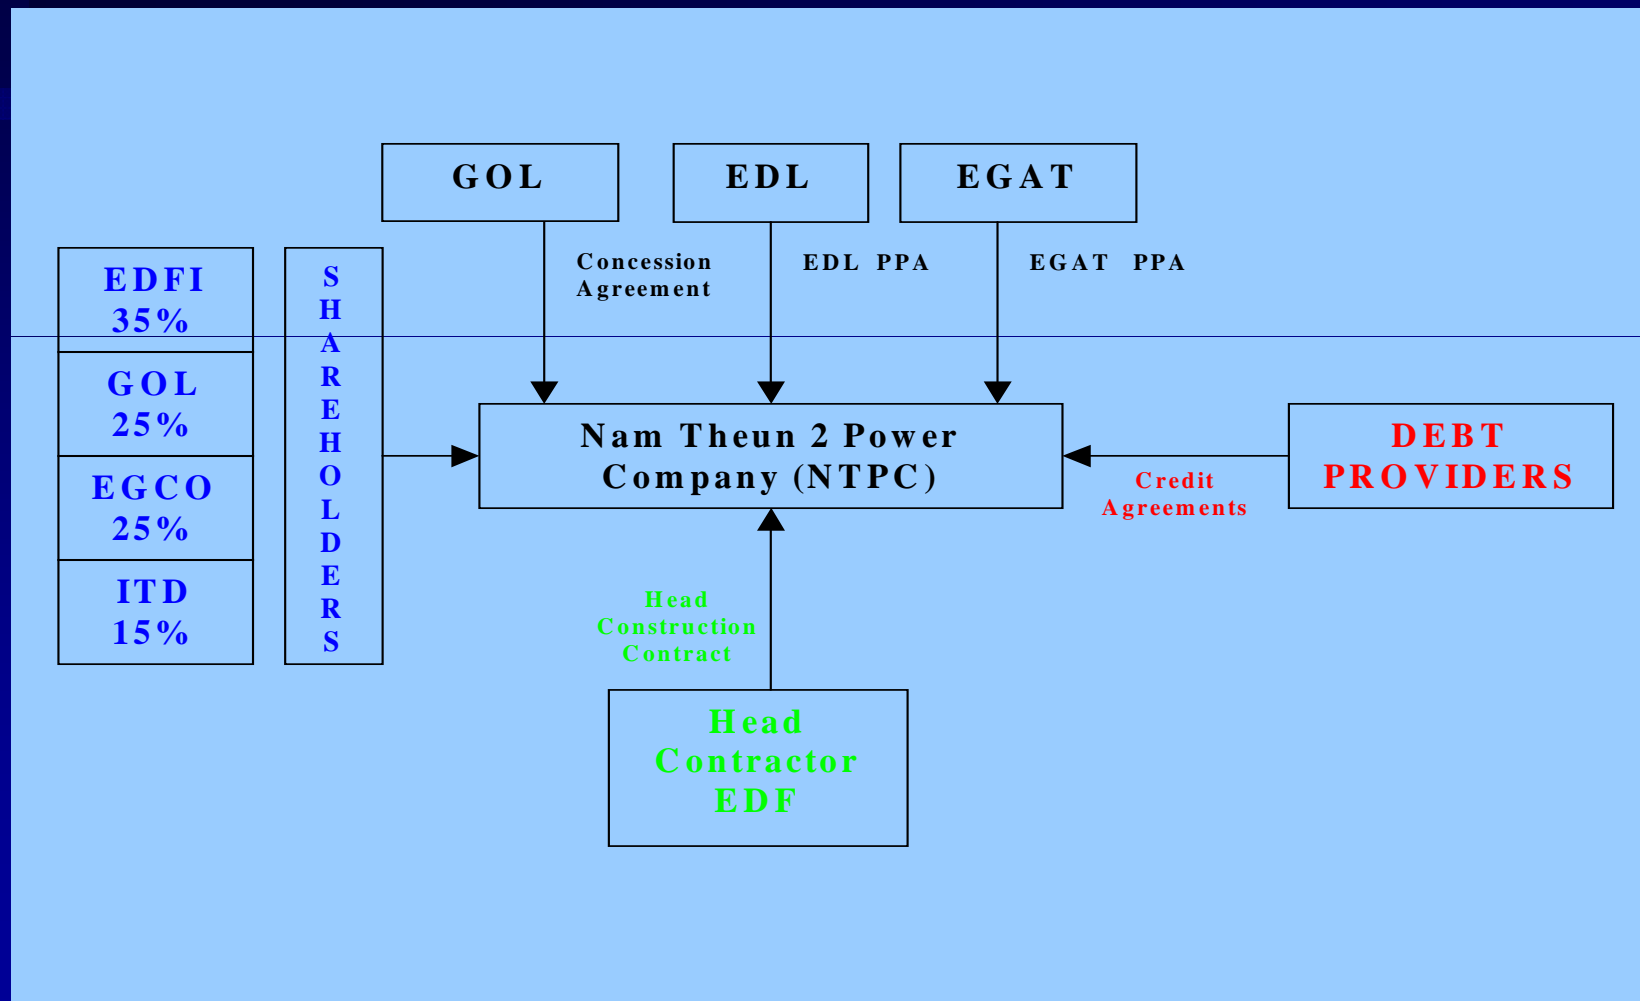 GOL
EDL
EGAT
Concession
Agreement
EDL PPA
EGAT PPA
EDFI
35%
GOL
25%
EGCO
25%
ITD
15%
SHAREHOLDERS
Nam Theun 2 Power
Company (NTPC)
DEBT
PROVIDERS
Credit
Agreements
Head
Construction
Contract
Head
Contractor
EDF